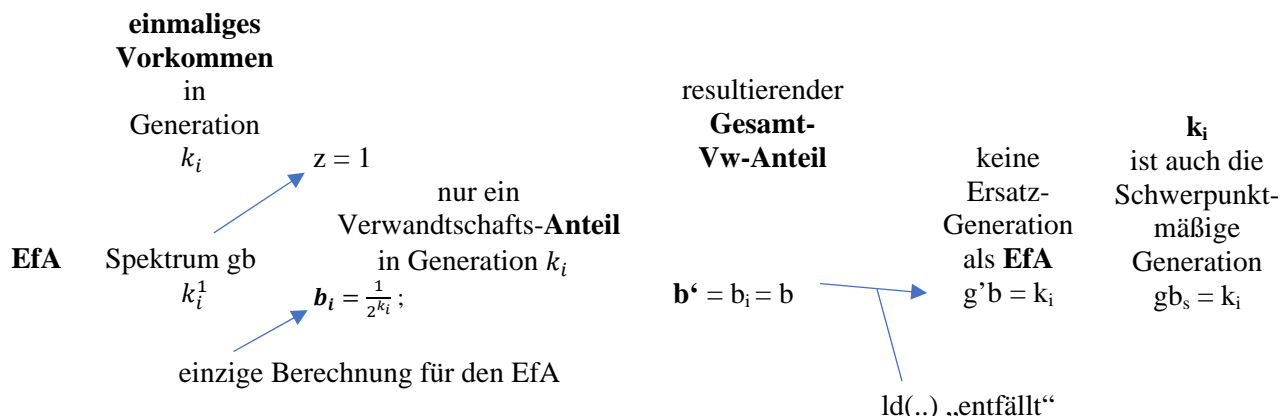 einmaliges
Vorkommen
in
Generation
k_i
z = 1
nur ein
Verwandtschafts-Anteil
in Generation k_i
EfA
Spektrum gb
k_i^1
b_i = 1/2^{k_i} ;
einzige Berechnung für den EfA
resultierender
Gesamt-
Vw-Anteil
b‘ = b_i = b
keine
Ersatz-
Generation
als EfA
g’b = k_i
k_i
ist auch die
Schwerpunkt-
mäßige
Generation
gb_s = k_i
ld(..) „entfällt“